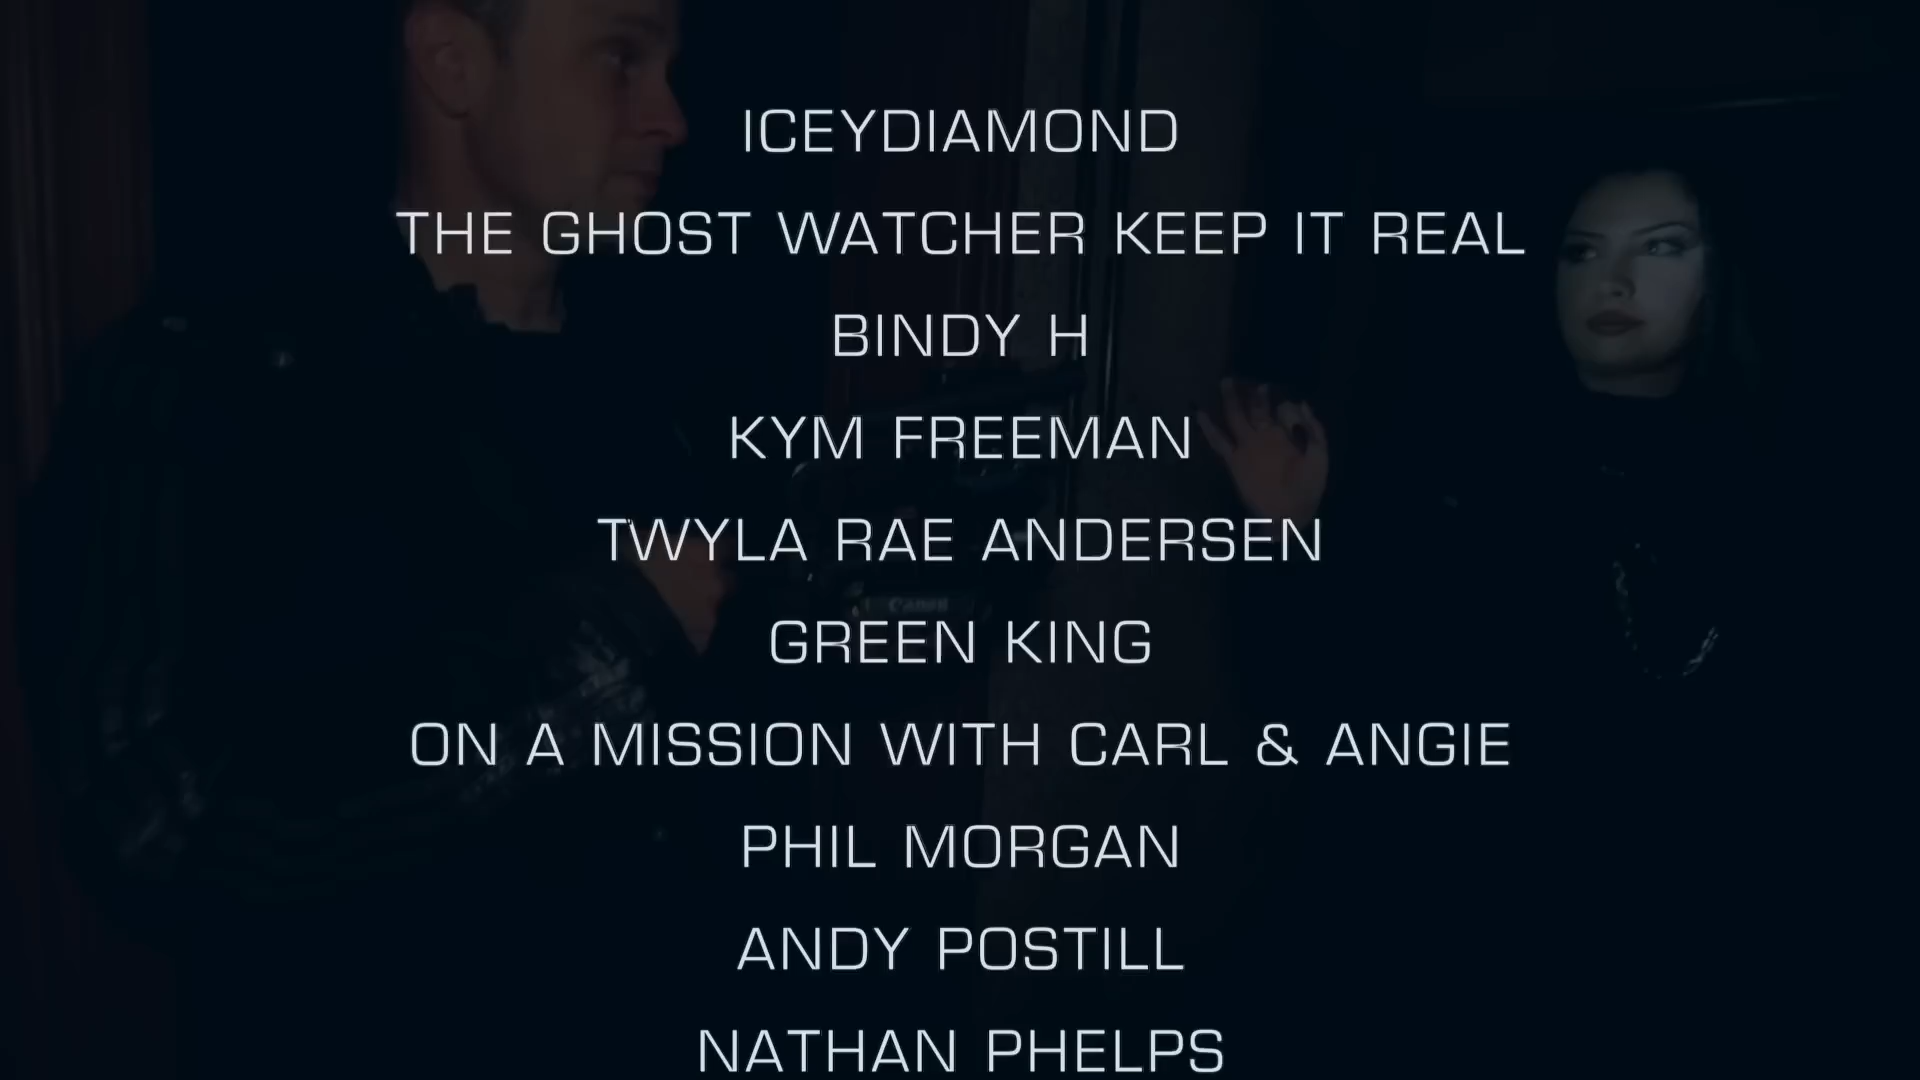 ICEYDIAMOND
THE GHOST WATCHER KEEP IT REAL
BINDY H
KYM FREEMAN
TWYLA RAE ANDERSEN
Canon
GREEN KING
ON A MISSION WITH CARL & ANGIE
PHIL MORGAN
ANDY POSTILL
NATHAN PHELPS